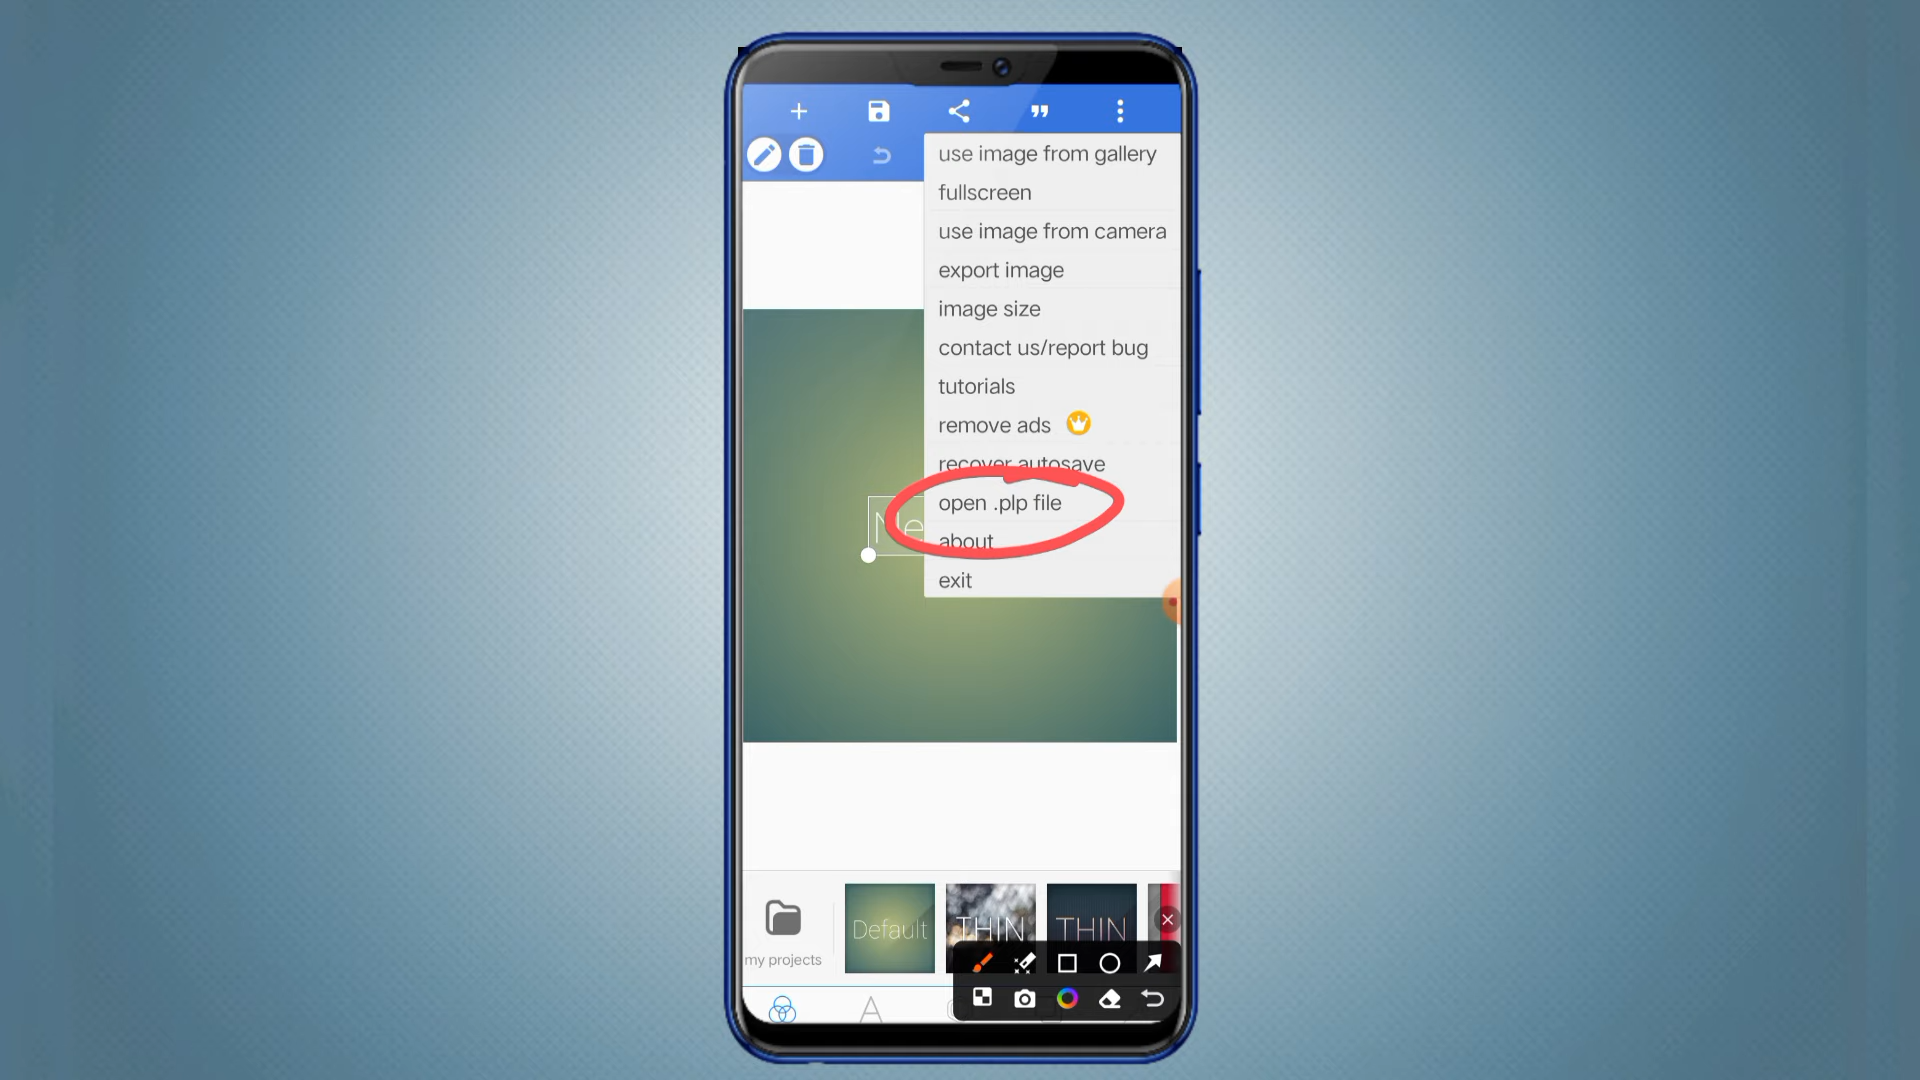 use image from gallery
fullscreen
use image from camera
export image
image size
contact us/report bug
tutorials
remove ads
recover autosave
open .plp file
about
exit
Ne
my projects
Default
THIN
THIN
A